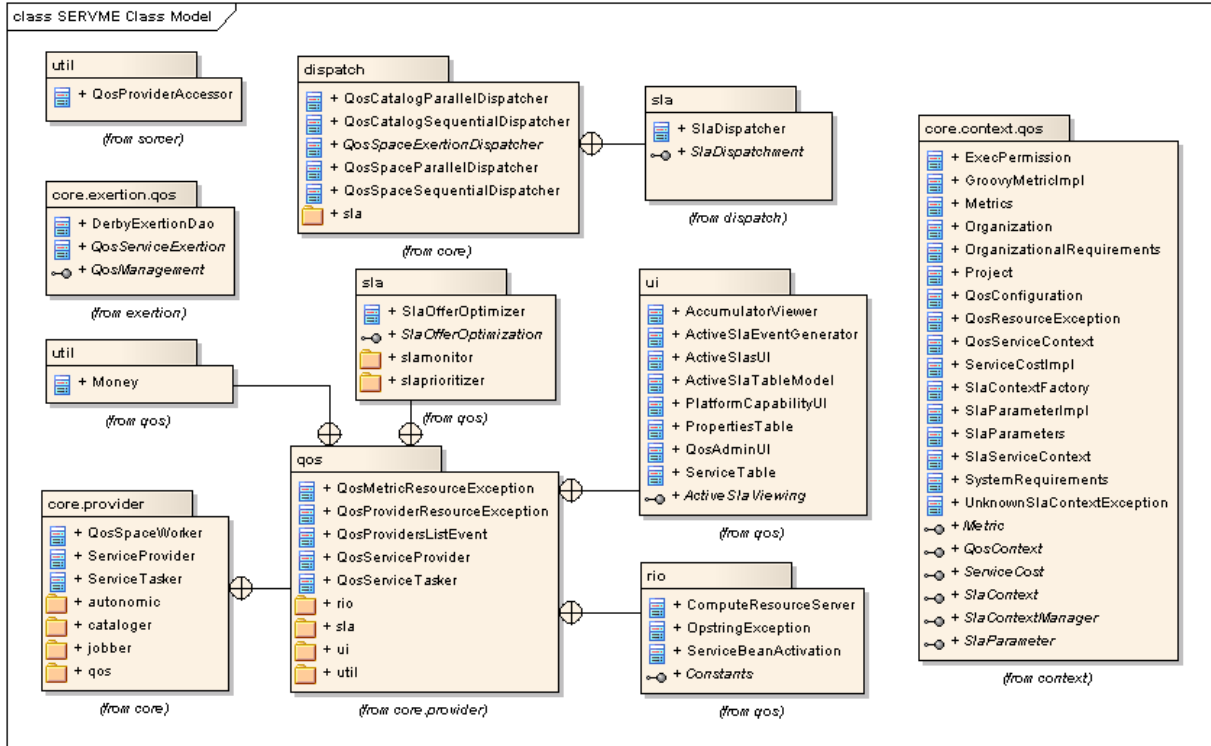 class SERVME Class Model
util
+ QosProviderAccessor
(from sorcer)
core.exertion.qos
+ DerbyExertionDao
+ QosServiceExertion
+ QosManagement
(from exertion)
util
+ Money
(from qos)
core.provider
+ QosSpaceWorker
+ ServiceProvider
+ ServiceTasker
+ autonomic
+ cataloger
+ jobber
+ qos
(from core)
dispatch
+ QosCatalogParallelDispatcher
+ QosCatalogSequentialDispatcher
+ QosSpaceExertionDispatcher
+ QosSpaceParallelDispatcher
+ QosSpaceSequentialDispatcher
+ sla
(from core)
sla
+ SlaOfferOptimizer
+ SlaOfferOptimization
+ slamonitor
+ slaprioritizer
(from qos)
qos
+ QosMetricResourceException
+ QosProviderResourceException
+ QosProvidersListEvent
+ QosServiceProvider
+ QosServiceTasker
+ rio
+ sla
+ ui
+ util
(from core.provider)
sla
+ SlaDispatcher
+ SlaDispatchment
(from dispatch)
ui
+ AccumulatorViewer
+ ActiveSlaEventGenerator
+ ActiveSlasUI
+ ActiveSlaTableModel
+ PlatformCapabilityUI
+ PropertiesTable
+ QosAdminUI
+ ServiceTable
+ ActiveSlaViewing
(from qos)
rio
+ ComputeResourceServer
+ OpstringException
+ ServiceBeanActivation
+ Constants
(from qos)
core.context.qos
+ ExecPermission
+ GroovyMetricImpl
+ Metrics
+ Organization
+ OrganizationalRequirements
+ Project
+ QosConfiguration
+ QosResourceException
+ QosServiceContext
+ ServiceCostImpl
+ SlaContextFactory
+ SlaParameterImpl
+ SlaParameters
+ SlaServiceContext
+ SystemRequirements
+ UnknownSlaContextException
+ Metric
+ QosContext
+ ServiceCost
+ SlaContext
+ SlaContextManager
+ SlaParameter
(from context)